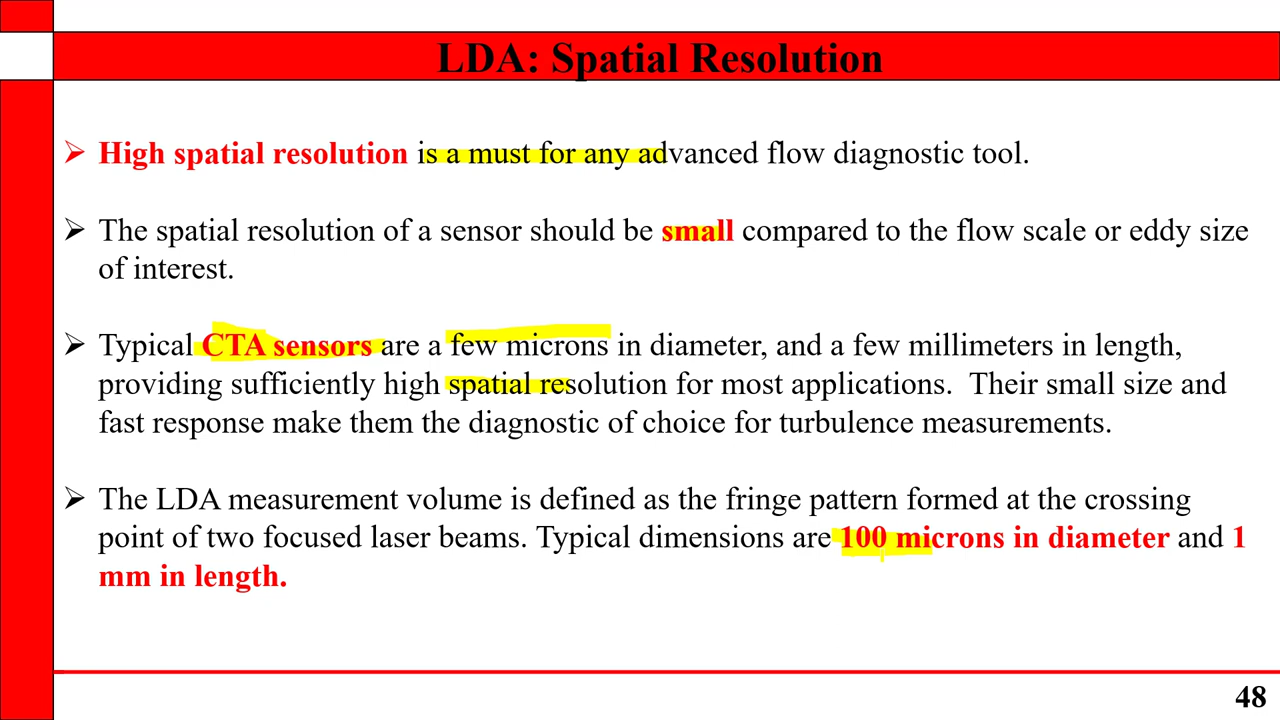 LDA: Spatial Resolution
➢ High spatial resolution is a must for any advanced flow diagnostic tool.
➢ The spatial resolution of a sensor should be small compared to the flow scale or eddy size
of interest.
➢ Typical CTA sensors are a few microns in diameter, and a few millimeters in length,
providing sufficiently high spatial resolution for most applications.  Their small size and
fast response make them the diagnostic of choice for turbulence measurements.
➢ The LDA measurement volume is defined as the fringe pattern formed at the crossing
point of two focused laser beams. Typical dimensions are 100 microns in diameter and 1
mm in length.
48